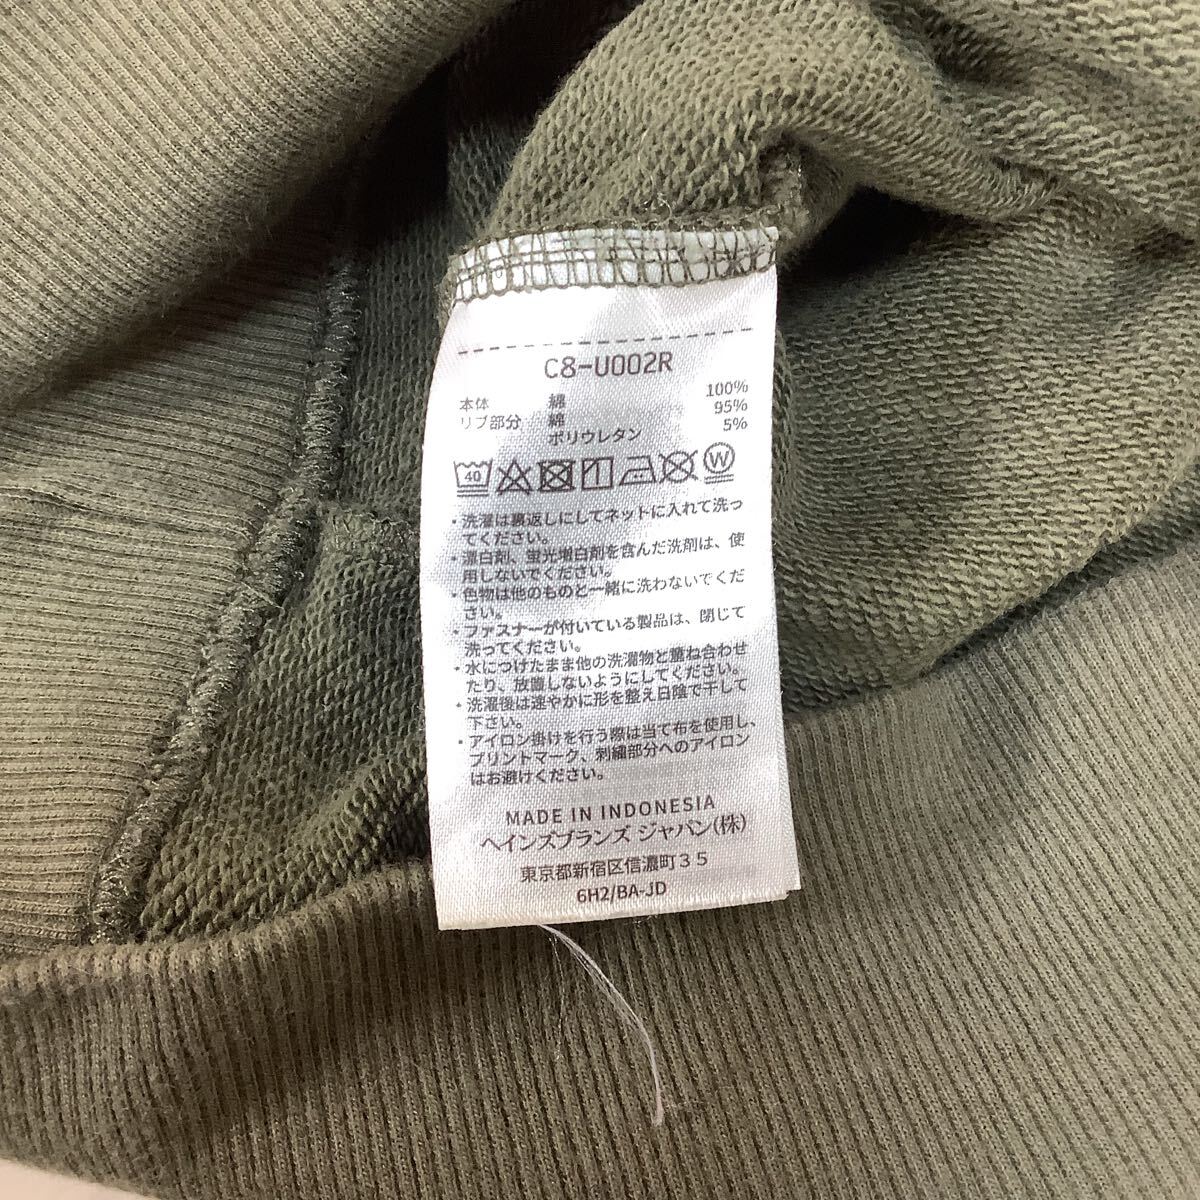 C8-U002R
本体 綿 100%
リブ部分 綿 95%
ポリウレタン 5%
40 W
・洗濯は裏返しにしてネットに入れて洗っ
てください。
・漂白剤、蛍光増白剤を含んだ洗剤は、使
用しないでください。
・色物は他のものと一緒に洗わないでくだ
さい。
・ファスナーが付いている製品は、閉じて
洗ってください。
・水につけたまま他の洗濯物と重ね合わせ
たり、放置しないようにしてください。
・洗濯後は速やかに形を整え日陰で干して
下さい。
・アイロン掛けを行う際は当て布を使用し、
プリントマーク、刺繍部分へのアイロン
はお避けください。
MADE IN INDONESIA
ヘインズブランズ ジャパン(株)
東京都新宿区信濃町35
6H2/BA-JD